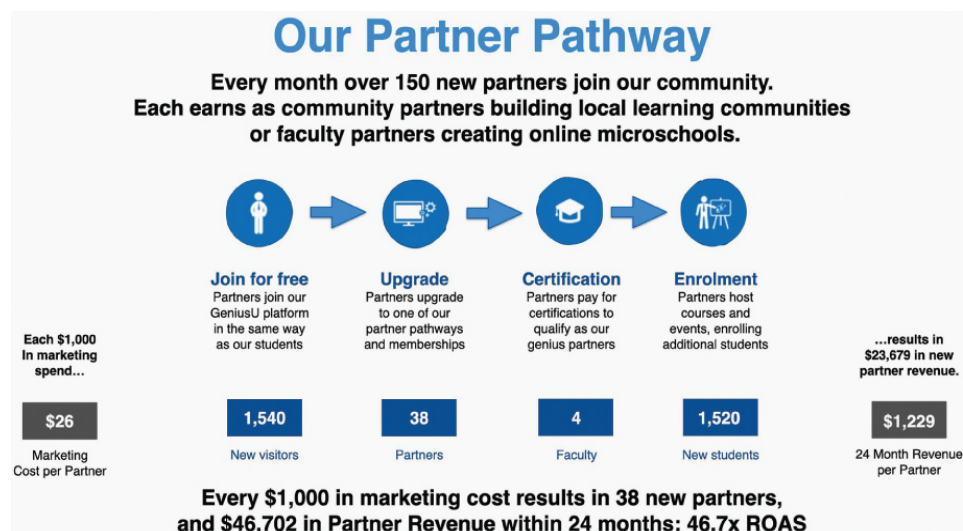 Our Partner Pathway
Every month over 150 new partners join our community.
Each earns as community partners building local learning communities
or faculty partners creating online microschools.
Join for free
Partners join our
GeniusU platform
in the same way
as our students
Upgrade
Partners upgrade
to one of our
partner pathways
and memberships
Certification
Partners pay for
certifications to
qualify as our
genius partners
Enrolment
Partners host
courses and
events, enrolling
additional students
Each $1,000
In marketing
spend...
...results in
$23,679 in new
partner revenue.
$26
Marketing
Cost per Partner
1,540
New visitors
38
Partners
4
Faculty
1,520
New students
$1,229
24 Month Revenue
per Partner
Every $1,000 in marketing cost results in 38 new partners,
and $46,702 in Partner Revenue within 24 months: 46.7x ROAS